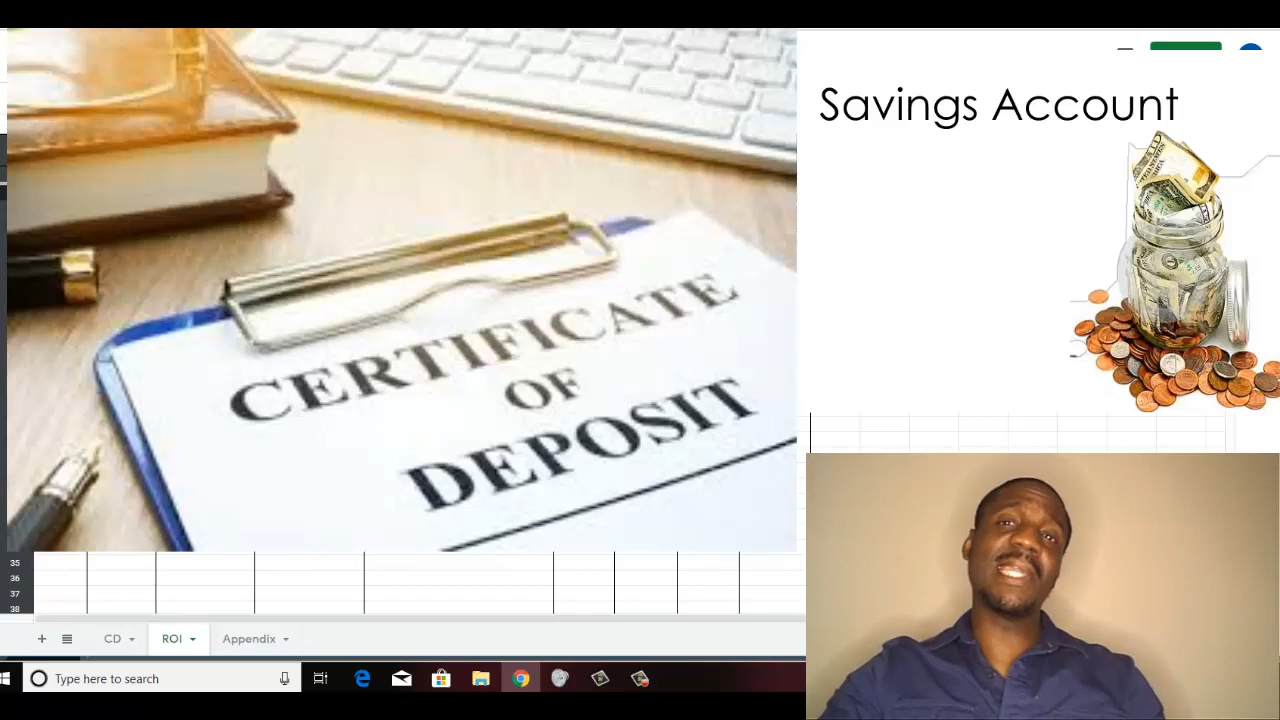 Savings Account
CERTIFICATE
OF
DEPOSIT
35
36
37
38
CD
ROI
Appendix
Type here to search